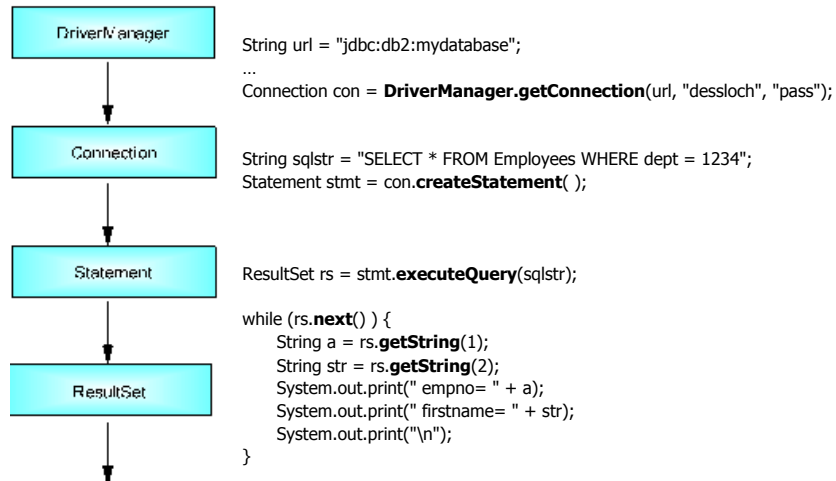 DriverManager
String url = "jdbc:db2:mydatabase";
…
Connection con = DriverManager.getConnection(url, "dessloch", "pass");
Connection
String sqlstr = "SELECT * FROM Employees WHERE dept = 1234";
Statement stmt = con.createStatement( );
Statement
ResultSet rs = stmt.executeQuery(sqlstr);
while (rs.next() ) {
String a = rs.getString(1);
String str = rs.getString(2);
ResultSet
System.out.print(" empno= " + a);
System.out.print(" firstname= " + str);
System.out.print("\n");
}